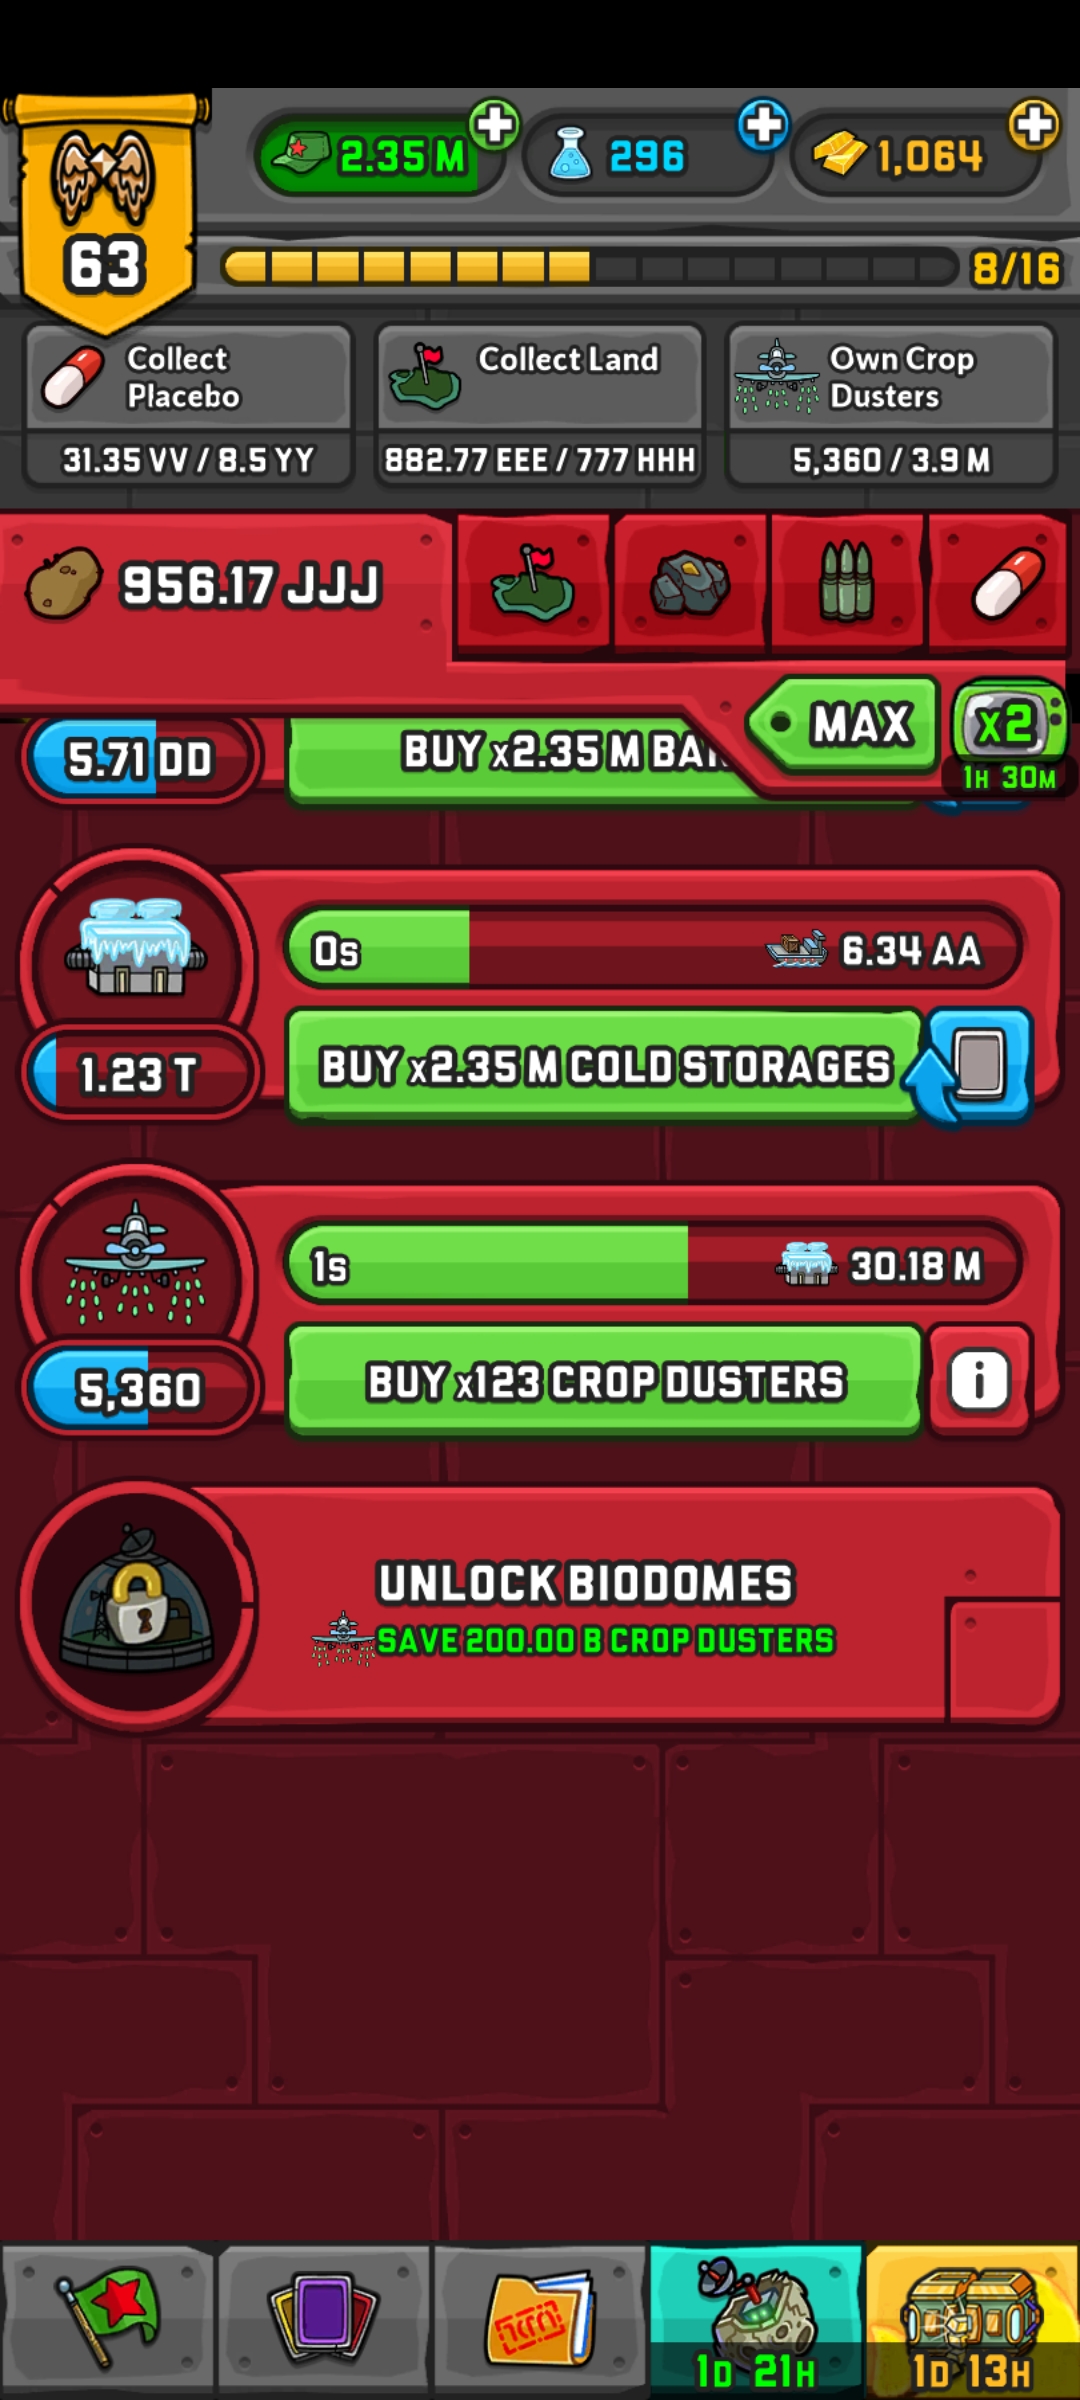 2.35 M
296
1,064
63
8/16
Collect
Placebo
31.35 VV / 8.5 YY
Collect Land
882.77 EEE / 777 HHH
Own Crop
Dusters
5,360 / 3.9 M
956.17 JJJ
MAX
x2
1H 30M
5.71 DD
BUY x2.35 M
0s
6.34 AA
1.23 T
BUY x2.35 M COLD STORAGES
1s
30.18 M
5,360
BUY x123 CROP DUSTERS
i
UNLOCK BIODOMES
SAVE 200.00 B CROP DUSTERS
1D 21H
1D 13H